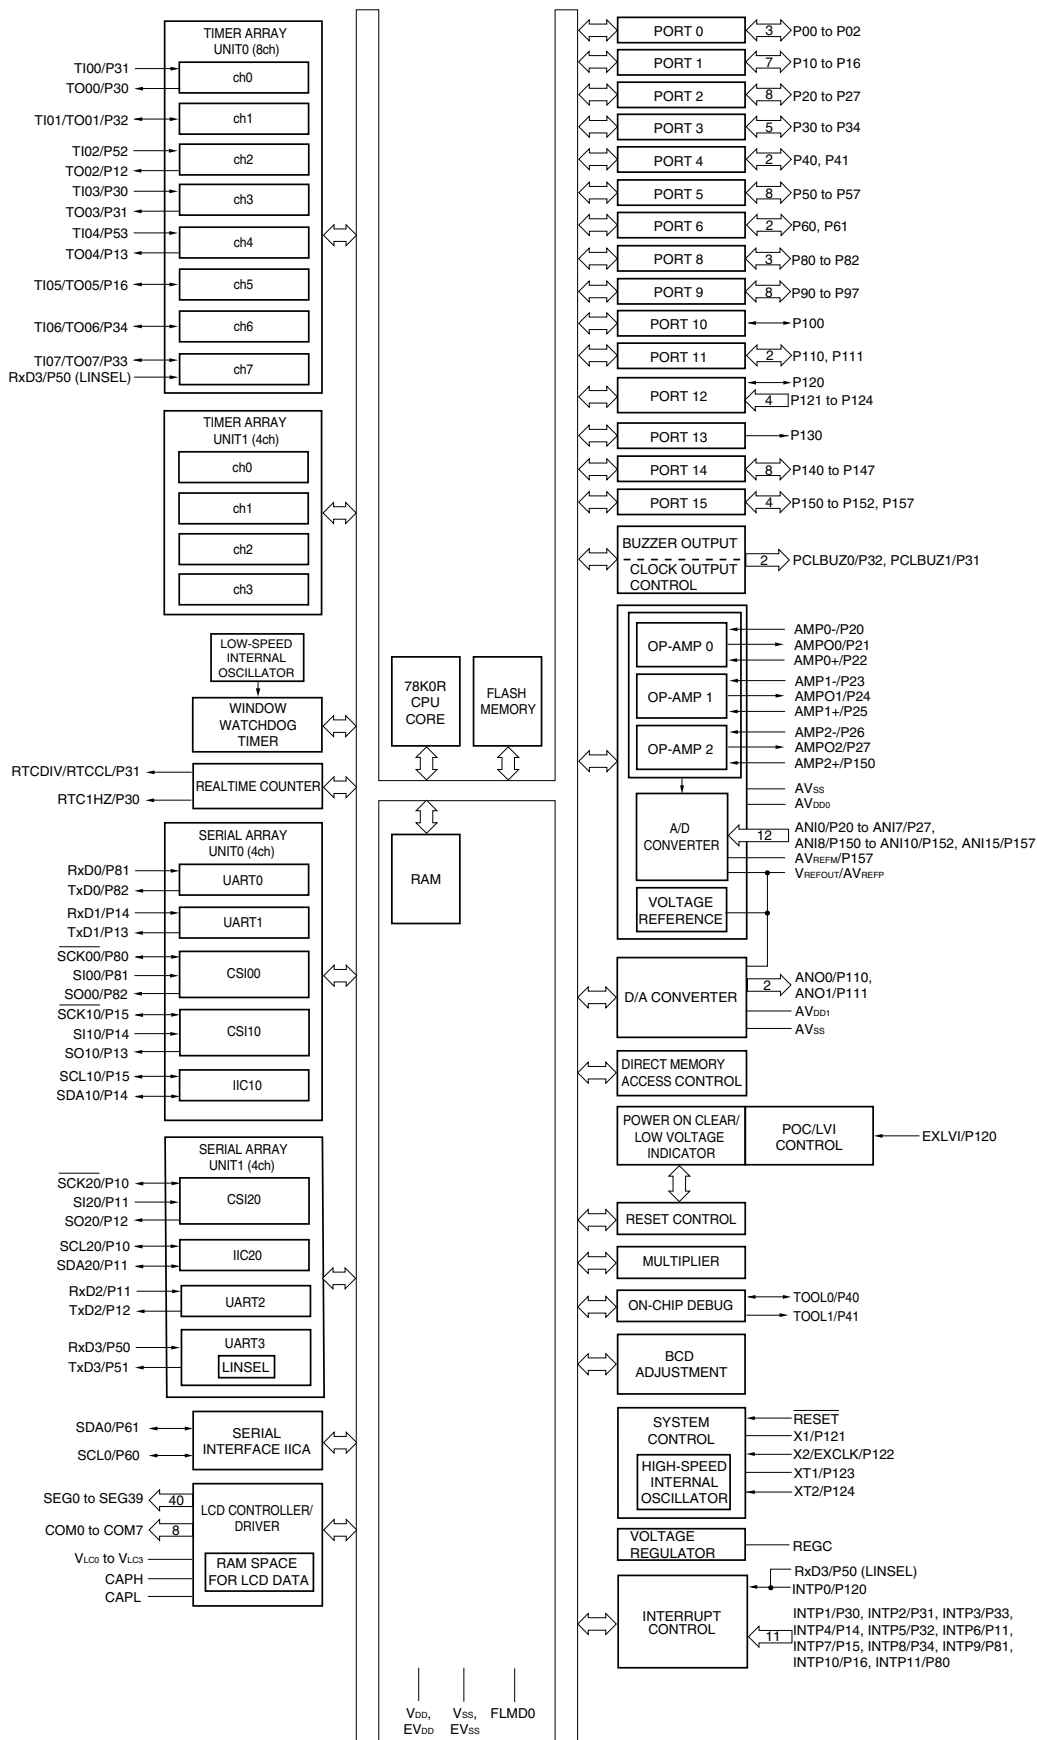 TIMER ARRAY
UNIT0 (8ch)
TI00/P31
TO00/P30
ch0
TI01/TO01/P32
ch1
TI02/P52
TO02/P12
ch2
TI03/P30
TO03/P31
ch3
TI04/P53
TO04/P13
ch4
TI05/TO05/P16
ch5
TI06/TO06/P34
ch6
TI07/TO07/P33
RxD3/P50 (LINSEL)
ch7
TIMER ARRAY
UNIT1 (4ch)
ch0
ch1
ch2
ch3
LOW-SPEED
INTERNAL
OSCILLATOR
WINDOW
WATCHDOG
TIMER
RTCDIV/RTCCL/P31
RTC1HZ/P30
REALTIME COUNTER
SERIAL ARRAY
UNIT0 (4ch)
RxD0/P81
TxD0/P82
UART0
RxD1/P14
TxD1/P13
UART1
SCK00/P80
SI00/P81
SO00/P82
CSI00
SCK10/P15
SI10/P14
SO10/P13
CSI10
SCL10/P15
SDA10/P14
IIC10
SERIAL ARRAY
UNIT1 (4ch)
SCK20/P10
SI20/P11
SO20/P12
CSI20
SCL20/P10
SDA20/P11
IIC20
RxD2/P11
TxD2/P12
UART2
RxD3/P50
TxD3/P51
UART3
LINSEL
SDA0/P61
SCL0/P60
SERIAL
INTERFACE IICA
SEG0 to SEG39
40
COM0 to COM7
8
VLC0 to VLC3
CAPH
CAPL
LCD CONTROLLER/
DRIVER
RAM SPACE
FOR LCD DATA
78K0R
CPU
CORE
FLASH
MEMORY
RAM
VDD,
EVDD
VSS,
EVSS
FLMD0
PORT 0
3
P00 to P02
PORT 1
7
P10 to P16
PORT 2
8
P20 to P27
PORT 3
5
P30 to P34
PORT 4
2
P40, P41
PORT 5
8
P50 to P57
PORT 6
2
P60, P61
PORT 8
3
P80 to P82
PORT 9
8
P90 to P97
PORT 10
P100
PORT 11
2
P110, P111
PORT 12
P120
4
P121 to P124
PORT 13
P130
PORT 14
8
P140 to P147
PORT 15
4
P150 to P152, P157
BUZZER OUTPUT
CLOCK OUTPUT
CONTROL
2
PCLBUZ0/P32, PCLBUZ1/P31
OP-AMP 0
AMP0-/P20
AMPO0/P21
AMP0+/P22
OP-AMP 1
AMP1-/P23
AMPO1/P24
AMP1+/P25
OP-AMP 2
AMP2-/P26
AMPO2/P27
AMP2+/P150
AVSS
AVDD0
A/D
CONVERTER
12
ANI0/P20 to ANI7/P27,
ANI8/P150 to ANI10/P152, ANI15/P157
AVREFM/P157
VREFOUT/AVREFP
VOLTAGE
REFERENCE
D/A CONVERTER
2
ANO0/P110,
ANO1/P111
AVDD1
AVSS
DIRECT MEMORY
ACCESS CONTROL
POWER ON CLEAR/
LOW VOLTAGE
INDICATOR
POC/LVI
CONTROL
EXLVI/P120
RESET CONTROL
MULTIPLIER
ON-CHIP DEBUG
TOOL0/P40
TOOL1/P41
BCD
ADJUSTMENT
SYSTEM
CONTROL
HIGH-SPEED
INTERNAL
OSCILLATOR
RESET
X1/P121
X2/EXCLK/P122
XT1/P123
XT2/P124
VOLTAGE
REGULATOR
REGC
INTERRUPT
CONTROL
RxD3/P50 (LINSEL)
INTP0/P120
11
INTP1/P30, INTP2/P31, INTP3/P33,
INTP4/P14, INTP5/P32, INTP6/P11,
INTP7/P15, INTP8/P34, INTP9/P81,
INTP10/P16, INTP11/P80